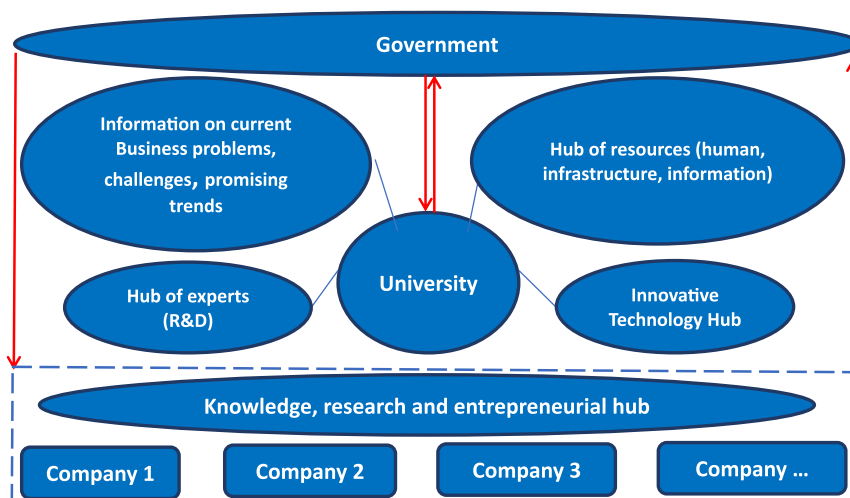 Government
Information on current
Business problems,
challenges, promising
trends
Hub of resources (human,
infrastructure, information)
University
Hub of experts
(R&D)
Innovative
Technology Hub
Knowledge, research and entrepreneurial hub
Company 1
Company 2
Company 3
Company ...